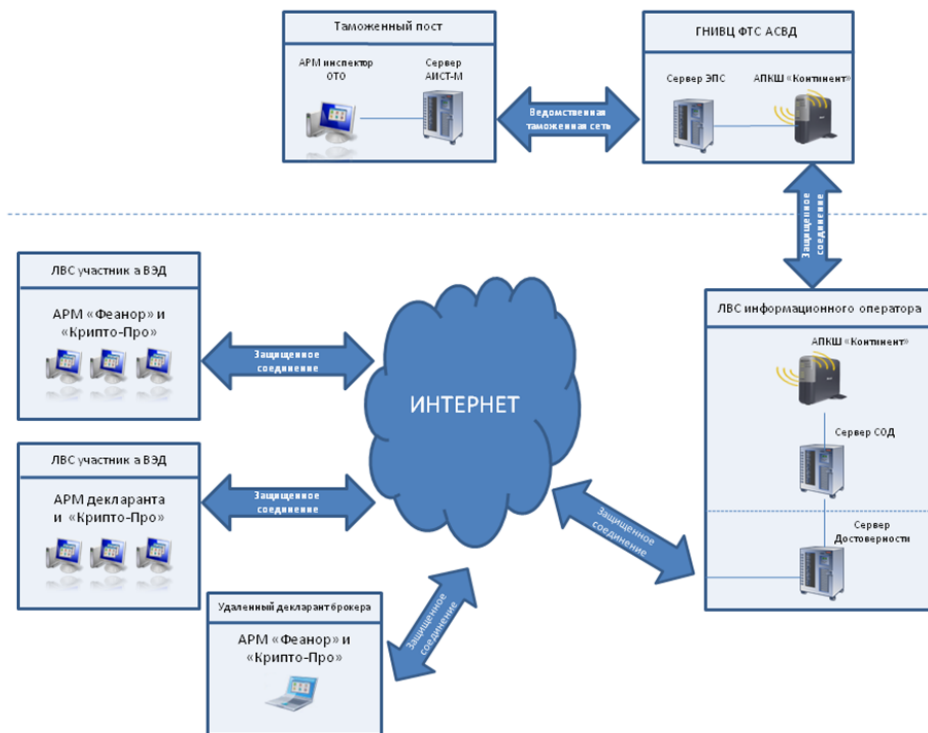 Таможенный пост
АРМ инспектор
ОТО
Сервер
АИСТ-М
Ведомственная
таможенная сеть
ГНИВЦ ФТС АСВД
Сервер ЭПС
АПКШ «Континент»
Защищенное
соединение
ЛВС участник а ВЭД
АРМ «Феанор» и
«Крипто-Про»
Защищенное
соединение
ИНТЕРНЕТ
ЛВС участник а ВЭД
АРМ декларанта
и «Крипто-Про»
Защищенное
соединение
Удаленный декларант брокера
АРМ «Феанор» и
«Крипто-Про»
Защищенное
соединение
Защищенное
соединение
ЛВС информационного оператора
АПКШ «Континент»
Сервер СОД
Сервер
Достоверности